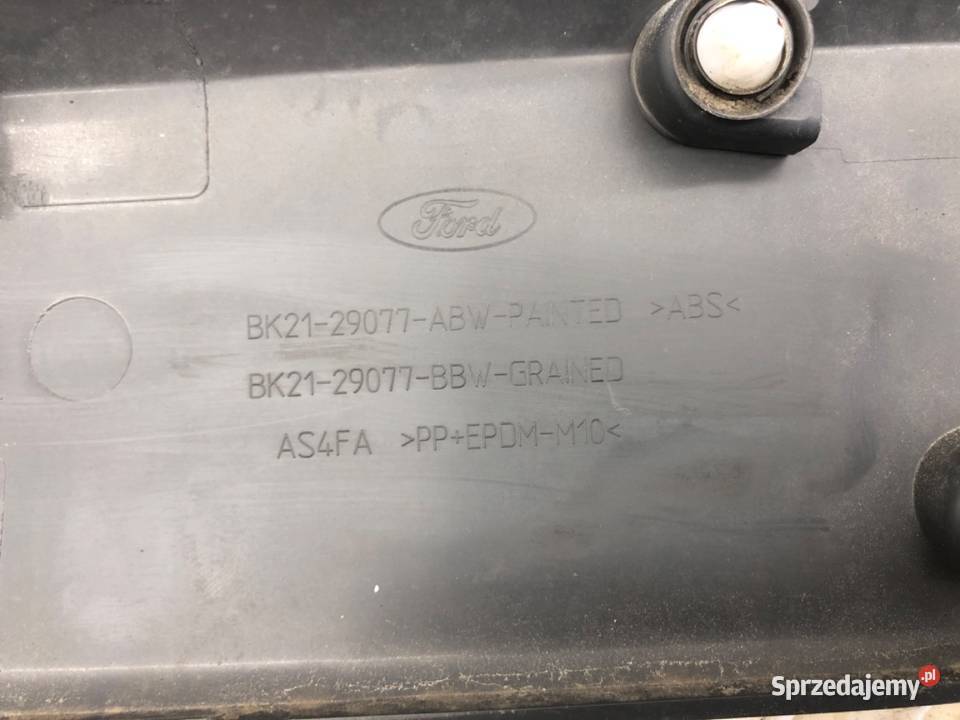 Ford
BK21-29077-ABW-PAINTED >ABS<
BK21-29077-BBW-GRAINED
AS4FA >PP+EPDM-M10<
Sprzedajemy.pl